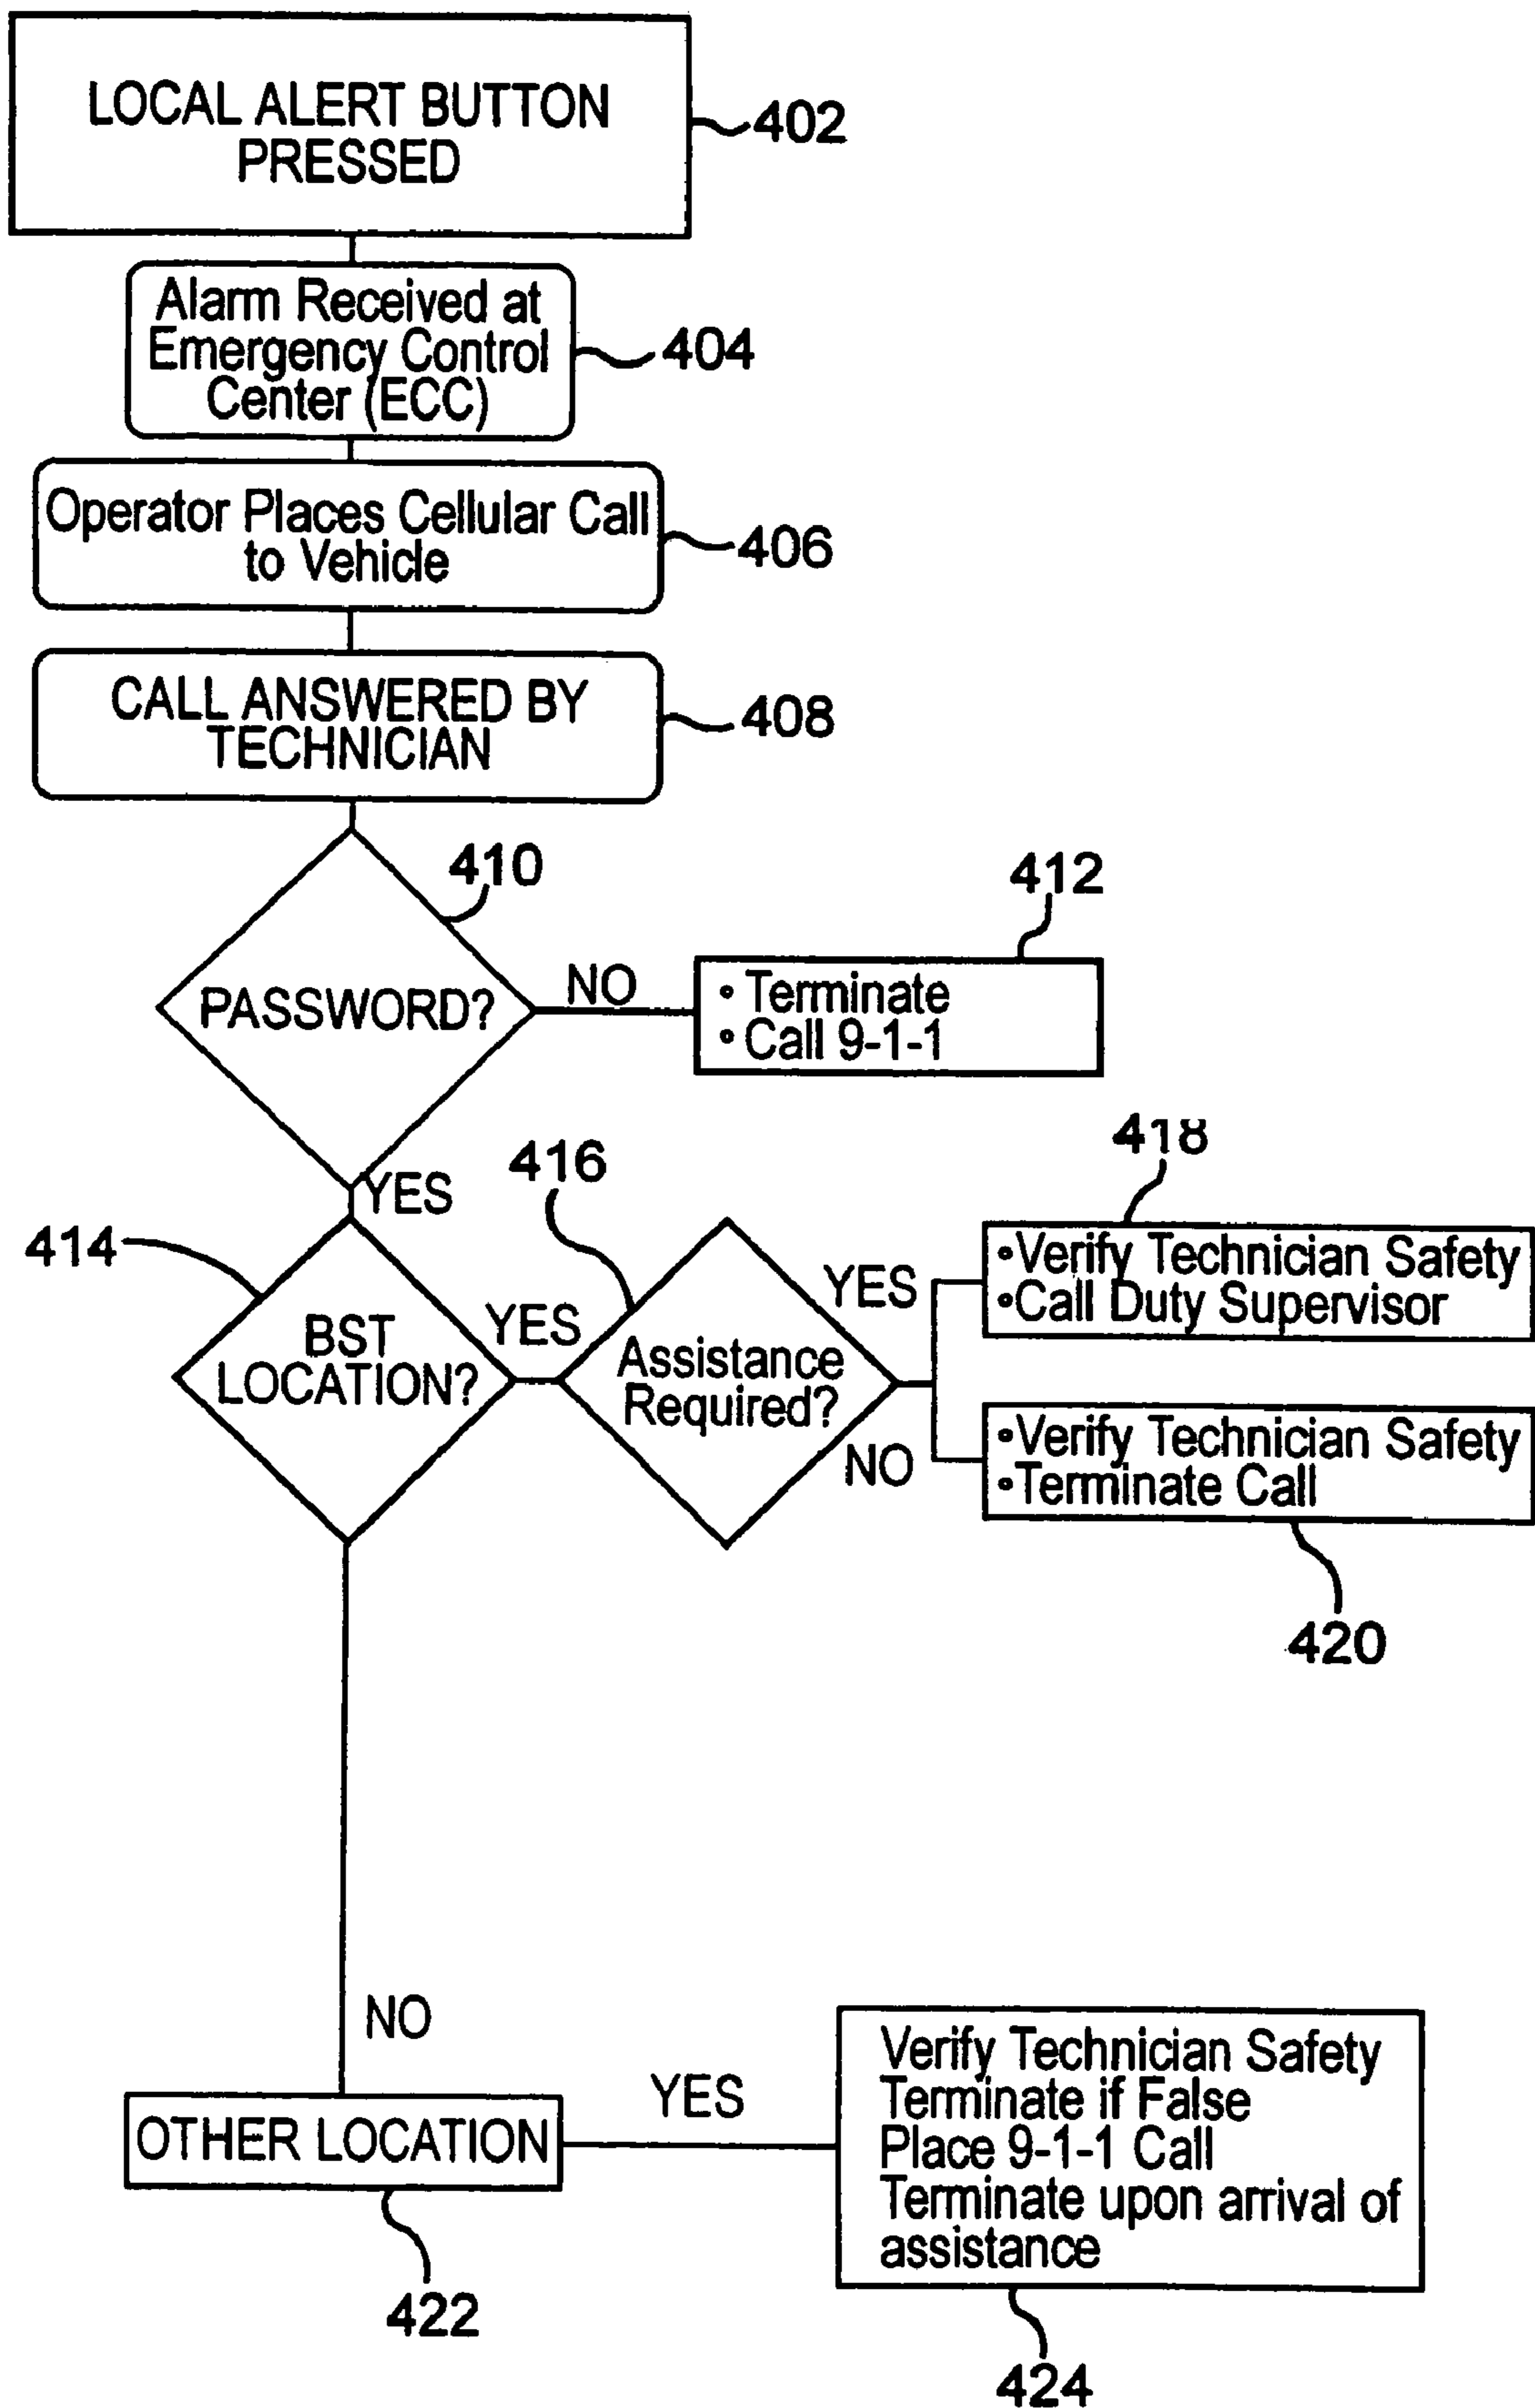 LOCAL ALERT BUTTON
PRESSED
402
Alarm Received at
Emergency Control
Center (ECC)
404
Operator Places Cellular Call
to Vehicle
406
CALL ANSWERED BY
TECHNICIAN
408
410
PASSWORD?
NO
412
• Terminate
• Call 9-1-1
YES
414
BST
LOCATION?
YES
416
Assistance
Required?
YES
418
•Verify Technician Safety
•Call Duty Supervisor
NO
•Verify Technician Safety
•Terminate Call
420
NO
OTHER LOCATION
422
YES
Verify Technician Safety
Terminate if False
Place 9-1-1 Call
Terminate upon arrival of
assistance
424